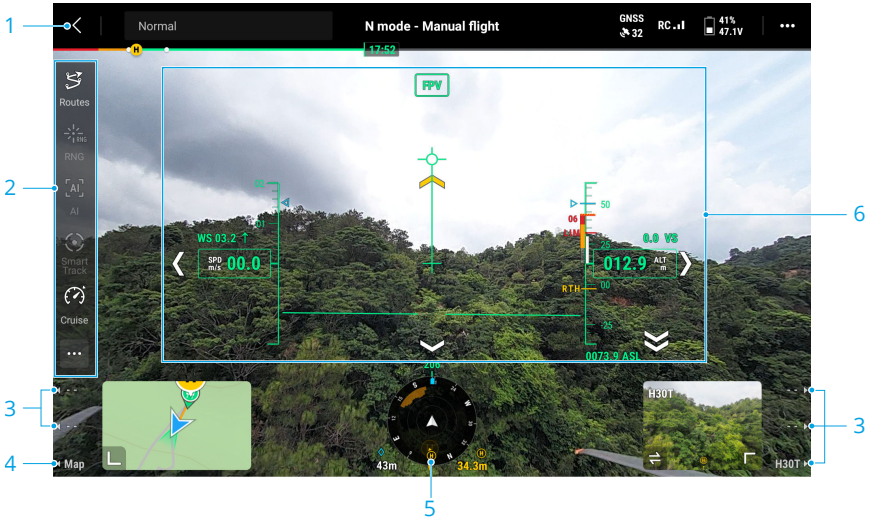 1
Normal
N mode - Manual flight
GNSS
32
RC
41%
47.1V
H
17:52
2
Routes
RNG
RNG
AI
AI
Smart
Track
Cruise
FPV
6
WS 03.2 ↑
SPD
m/s
00.0
50
06
25
0.0 VS
012.9
ALT
m
RTH
00
-25
0073.9 ASL
206
3
3
4
Map
S
W
E
N
H
43m
H
34.3m
5
H30T
H30T